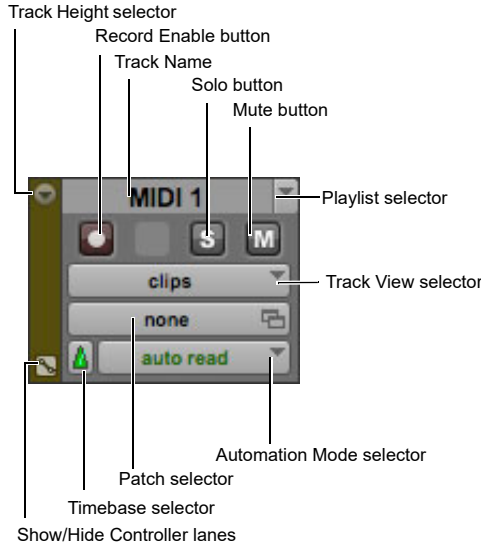 Track Height selector
Record Enable button
Track Name
Solo button
Mute button
MIDI 1
Playlist selector
S M
clips
Track View selector
none
auto read
Automation Mode selector
Patch selector
Timebase selector
Show/Hide Controller lanes